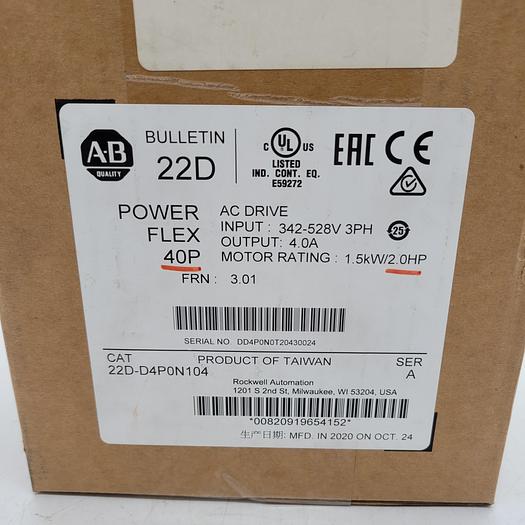 A-B
QUALITY
BULLETIN
22D
C UL US
LISTED
IND. CONT. EQ.
E59272
EAC CE
POWER
FLEX
40P
AC DRIVE
INPUT : 342-528V 3PH
OUTPUT: 4.0A
MOTOR RATING : 1.5kW/2.0HP
25
FRN : 3.01
SERIAL NO. DD4P0N0T20430024
CAT
22D-D4P0N104
PRODUCT OF TAIWAN
SER
A
Rockwell Automation
1201 S 2nd St, Milwaukee, WI 53204, USA
*00820919654152*
生产日期: MFD. IN 2020 ON OCT. 24